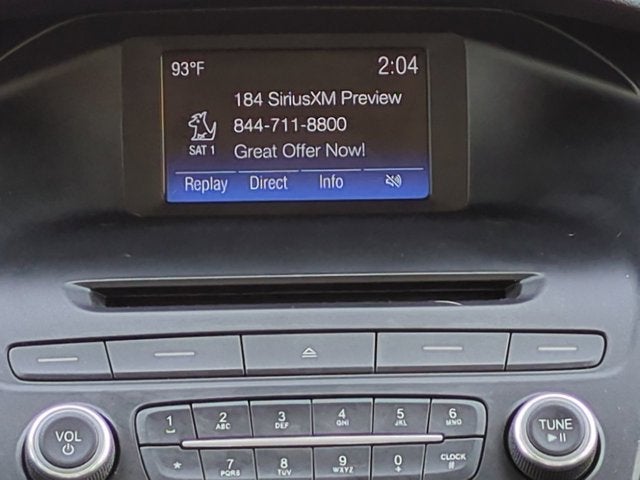 93°F 2:04
184 SiriusXM Preview
844-711-8800
SAT 1 Great Offer Now!
Replay Direct Info
VOL
1 2 ABC 3 DEF 4 GHI 5 JKL 6 MNO
* 7 PQRS 8 TUV 9 WXYZ 0 + CLOCK
TUNE